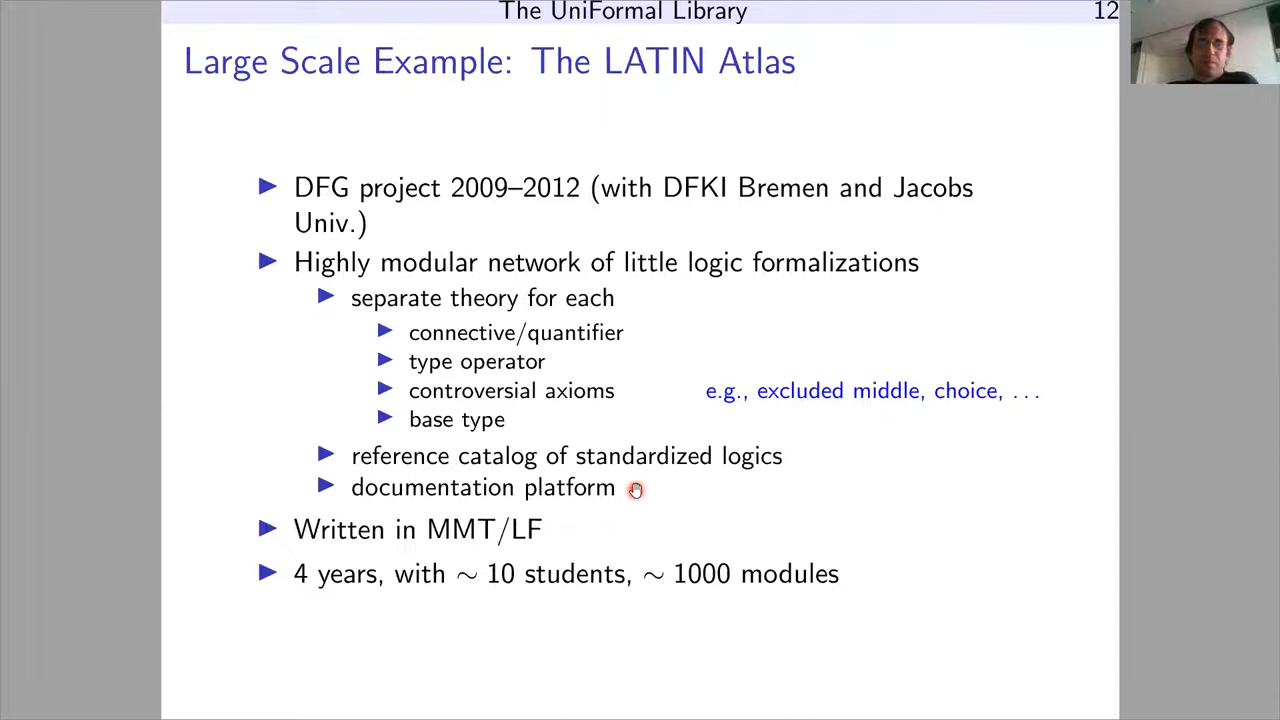 The UniFormal Library 12
Large Scale Example: The LATIN Atlas
▶ DFG project 2009–2012 (with DFKI Bremen and Jacobs
Univ.)
▶ Highly modular network of little logic formalizations
▶ separate theory for each
▶ connective/quantifier
▶ type operator
▶ controversial axioms e.g., excluded middle, choice, . . .
▶ base type
▶ reference catalog of standardized logics
▶ documentation platform
▶ Written in MMT/LF
▶ 4 years, with ∼ 10 students, ∼ 1000 modules